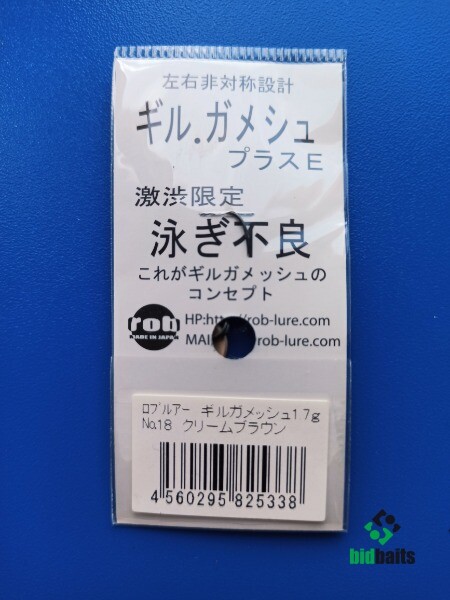 左右非対称設計
ギル.ガメシュ
プラスE
激渋限定
泳ぎ不良
これがギルガメッシュの
コンセプト
rob
MADE IN JAPAN
HP:htt //rob-lure.com
MAI rob-lure.com
ロブルアー ギルガメッシュ1.7g
No.18 クリームブラウン
4 560295 825338
bidbaits